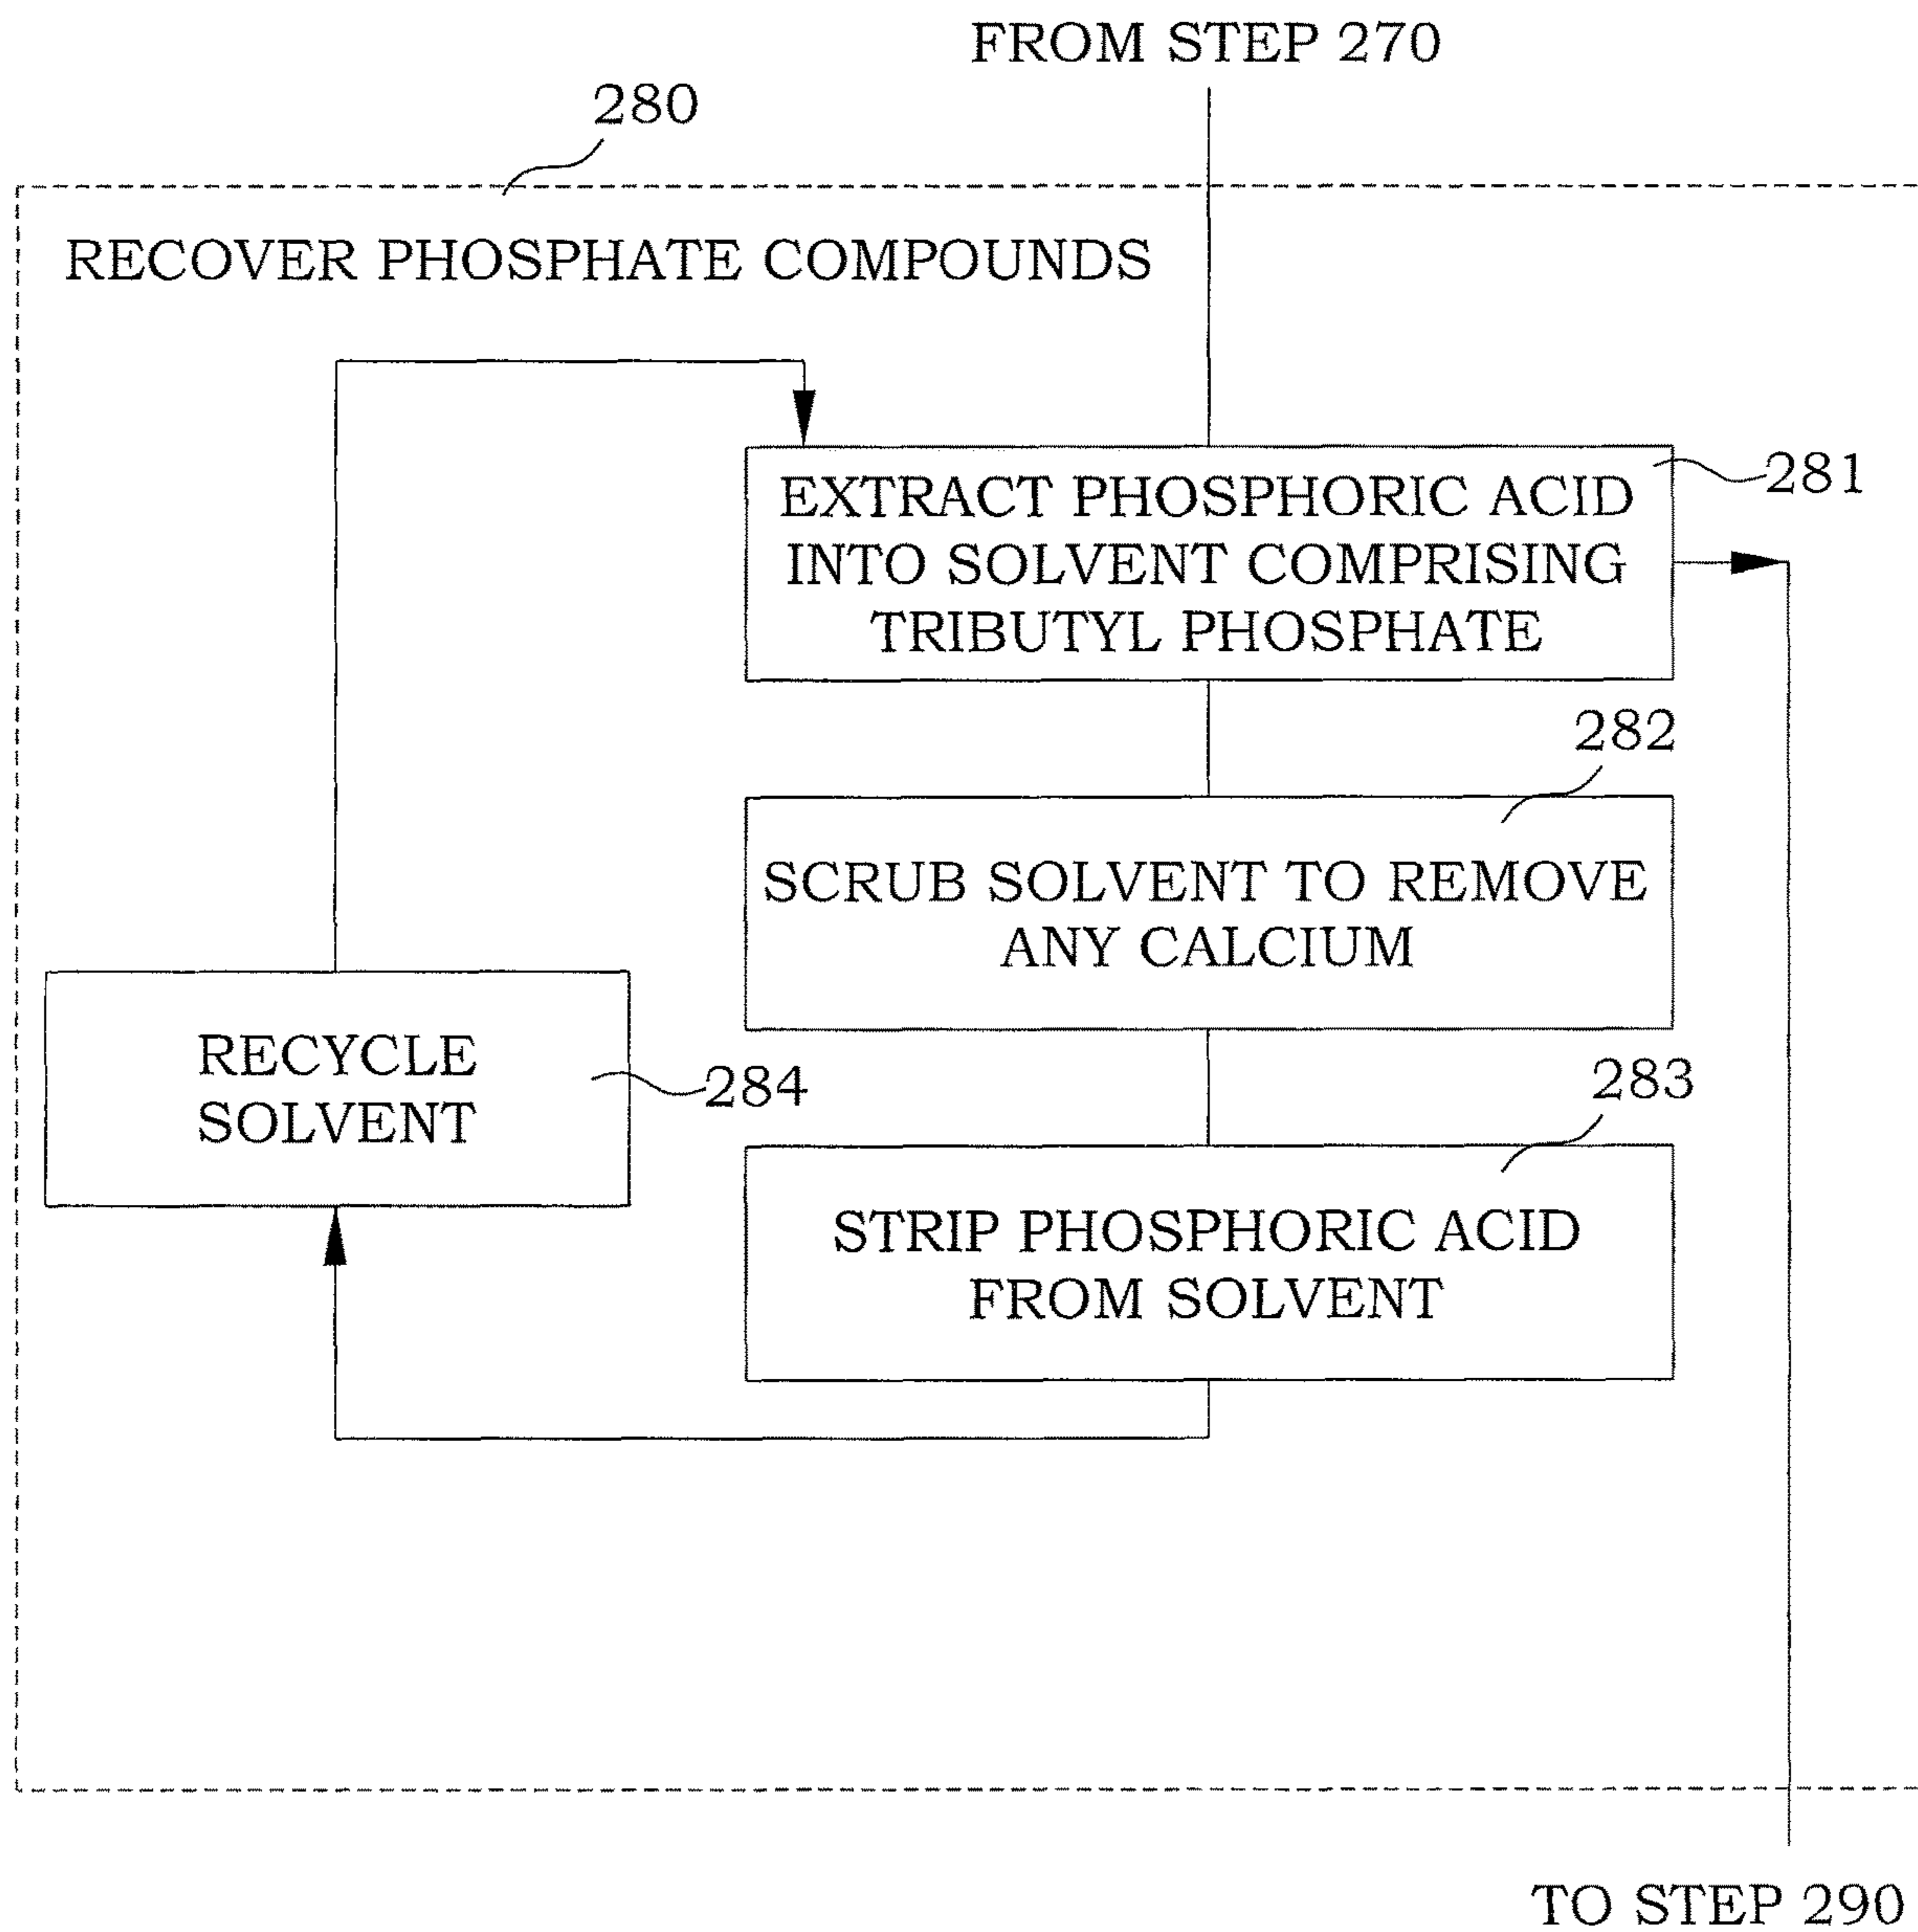 FROM STEP 270
280
RECOVER PHOSPHATE COMPOUNDS
281
EXTRACT PHOSPHORIC ACID
INTO SOLVENT COMPRISING
TRIBUTYL PHOSPHATE
282
SCRUB SOLVENT TO REMOVE
ANY CALCIUM
RECYCLE
SOLVENT
284
283
STRIP PHOSPHORIC ACID
FROM SOLVENT
TO STEP 290